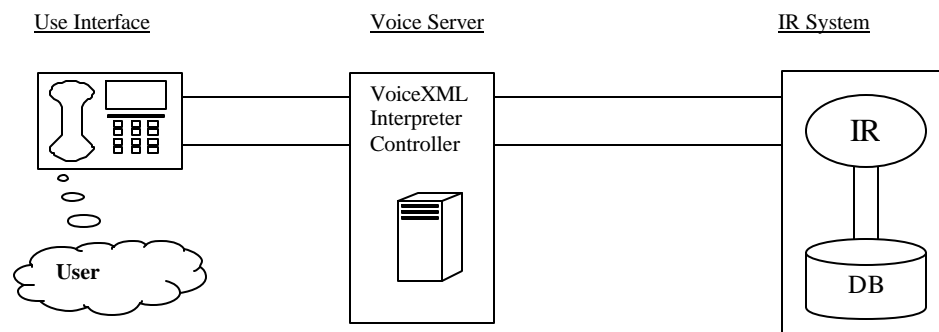 Use Interface
Voice Server
IR System
VoiceXML
Interpreter
Controller
IR
User
DB